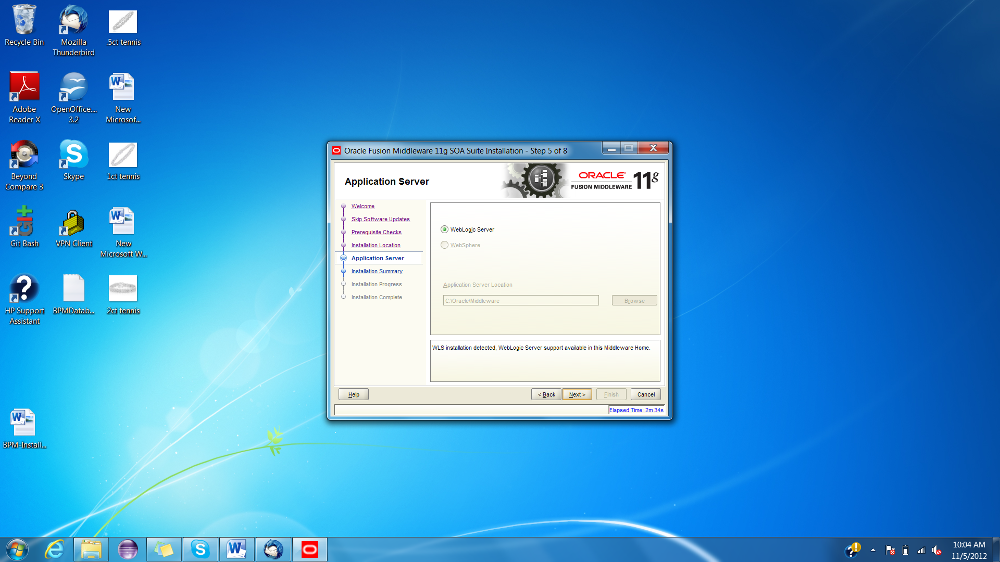 Recycle Bin
Mozilla
Thunderbird
.5ct tennis
Adobe
Reader X
OpenOffice....
3.2
New
Microsof...
Beyond
Compare 3
Skype
1ct tennis
Git Bash
VPN Client
New
Microsoft W...
HP Support
Assistant
BPMDatab...
2ct tennis
BPM-Install...
Oracle Fusion Middleware 11g SOA Suite Installation - Step 5 of 8
Application Server
ORACLE
FUSION MIDDLEWARE
11g
Welcome
Skip Software Updates
Prerequisite Checks
Installation Location
Application Server
Installation Summary
Installation Progress
Installation Complete
WebLogic Server
WebSphere
Application Server Location
C:\Oracle\Middleware
Browse
WLS installation detected, WebLogic Server support available in this Middleware Home.
Help
< Back
Next >
Finish
Cancel
Elapsed Time: 2m 34s
10:04 AM
11/5/2012